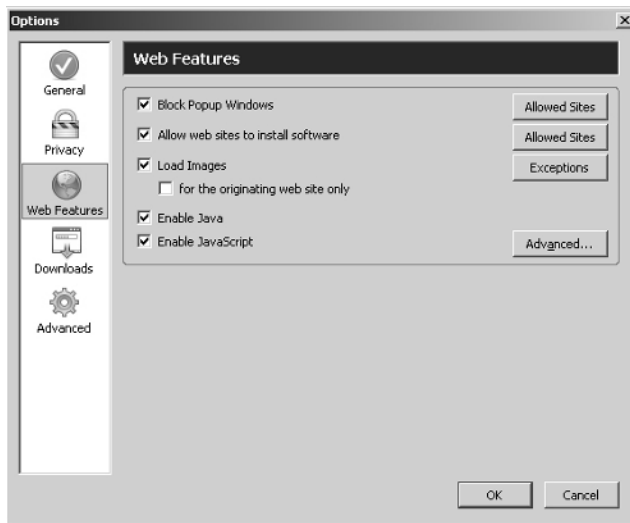 Options
General
Privacy
Web Features
Downloads
Advanced
Web Features
Block Popup Windows
Allowed Sites
Allow web sites to install software
Allowed Sites
Load Images
Exceptions
for the originating web site only
Enable Java
Enable JavaScript
Advanced...
OK
Cancel